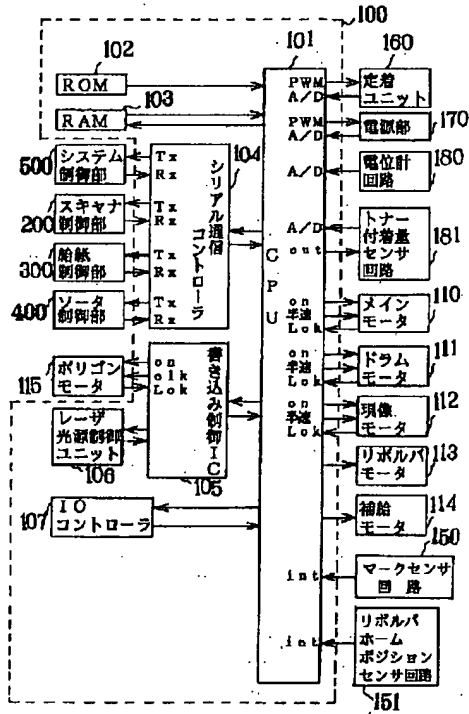 100
102
ROM
103
RAM
500
システム
制御部
Tx
Rx
200
スキャナ
制御部
Tx
Rx
300
給紙
制御部
Tx
Rx
400
ソータ
制御部
Tx
Rx
シリアル通信
コントローラ
104
115
ポリゴン
モータ
on
clk
Lok
書き込み制御IC
105
レーザ
光源制御
ユニット
106
107
IO
コントローラ
101
CPU
PWM
A/D
160
定着
ユニット
PWM
A/D
電源部
170
A/D
電位計
回路
180
A/D
out
トナー
付着量
センサ
回路
181
on
半速
Lok
メイン
モータ
110
on
半速
Lok
ドラム
モータ
111
on
半速
Lok
現像
モータ
112
リボルバ
モータ
113
補給
モータ
114
150
int
マークセンサ
回路
int
リボルバ
ホーム
ポジション
センサ回路
151